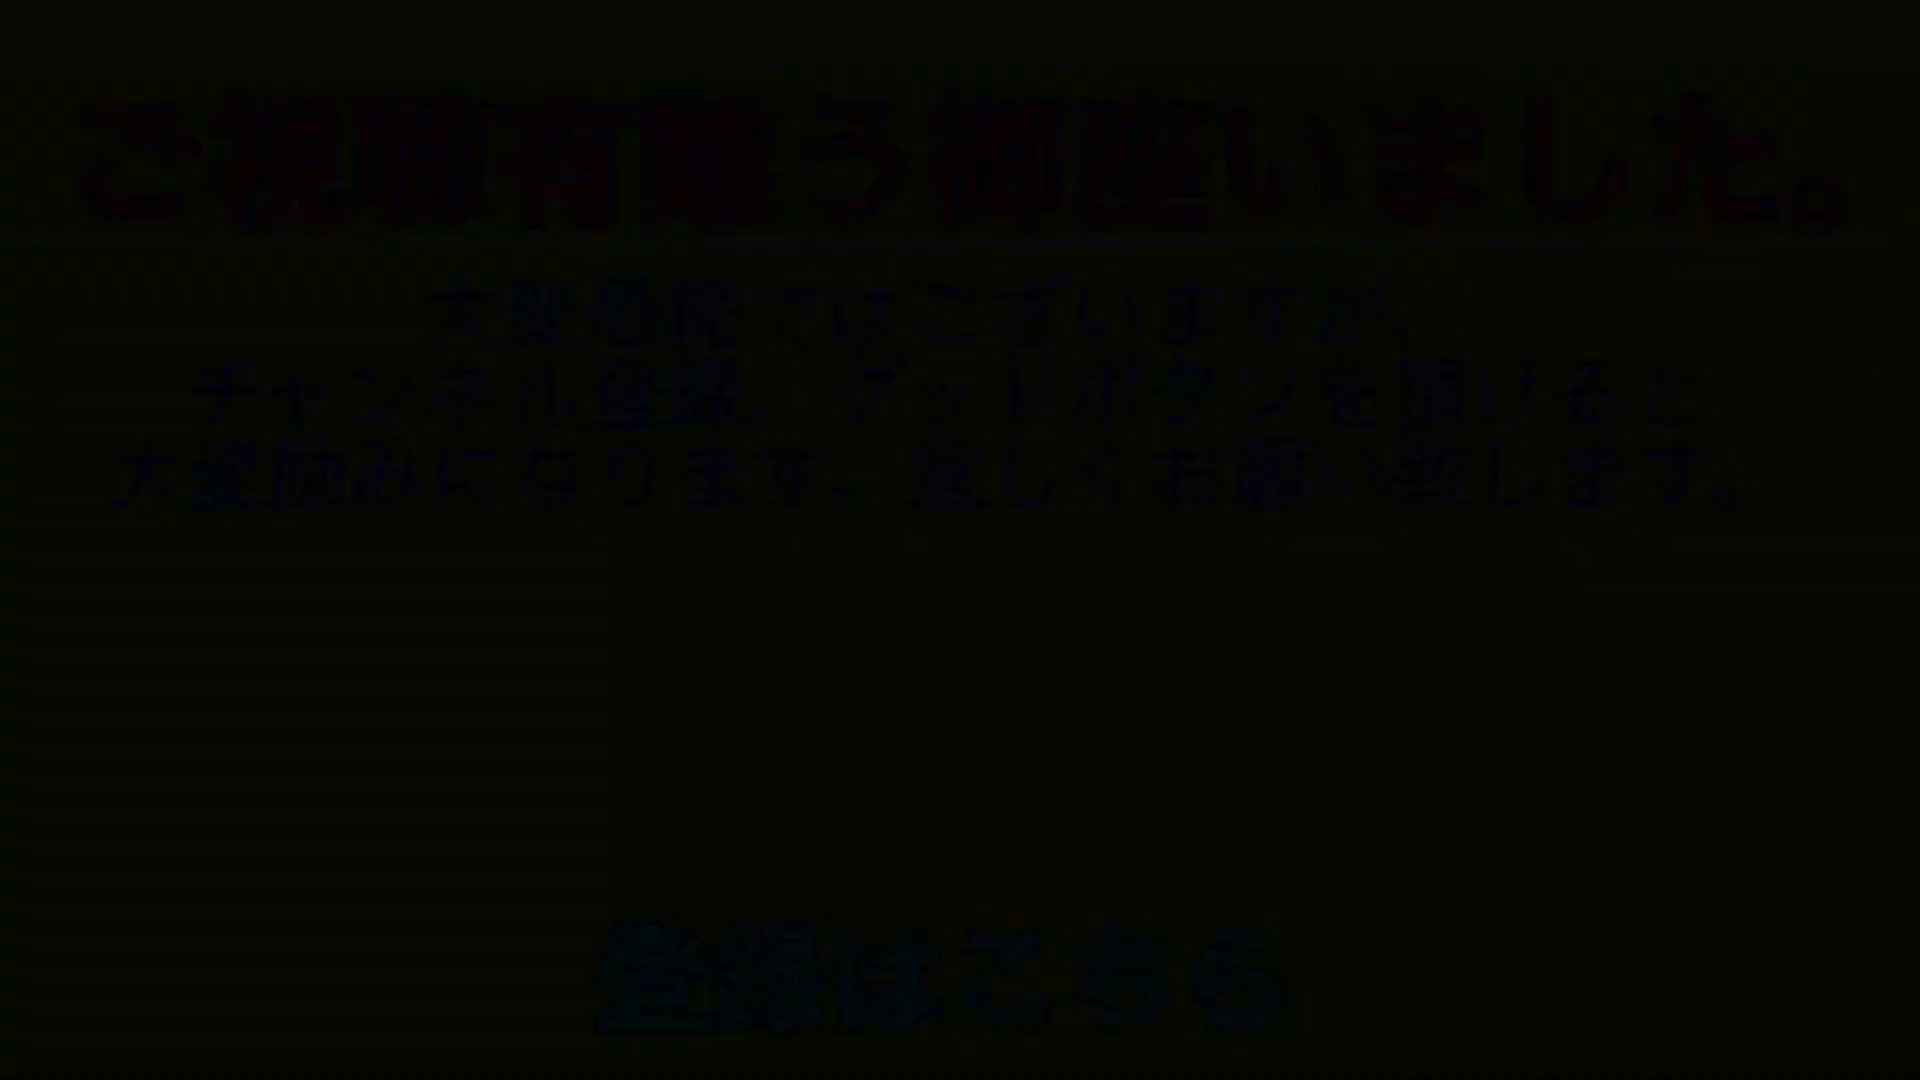 ご視聴有難う御座いました。
大変恐縮ではございますが、
チャンネル登録、グッドボタンを頂けると
大変励みになります。宜しくお願い致します。
登録はこちら